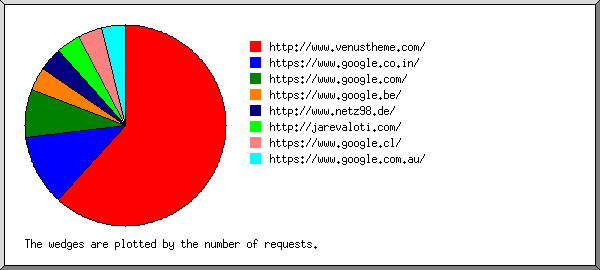 http://www.venustheme.com/
https://www.google.co.in/
https://www.google.com/
https://www.google.be/
http://www.netz98.de/
http://jarevaloti.com/
https://www.google.cl/
https://www.google.com.au/
The wedges are plotted by the number of requests.